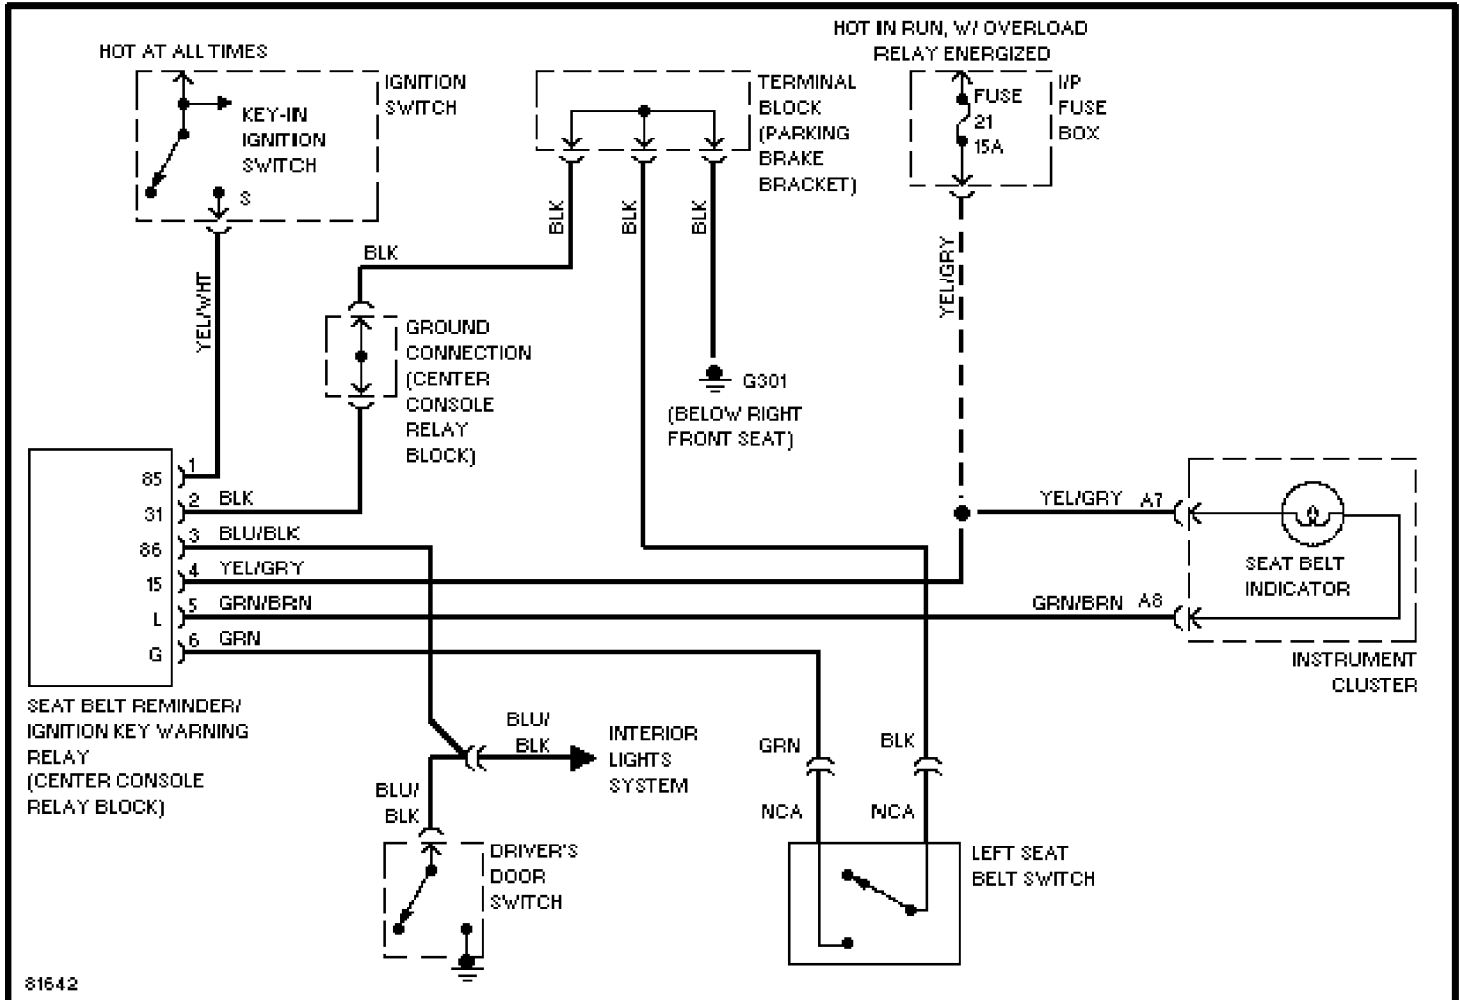 HOT AT ALL TIMES
HOT IN RUN, W/ OVERLOAD
RELAY ENERGIZED
IGNITION
SWITCH
KEY-IN
IGNITION
SWITCH
S
TERMINAL
BLOCK
(PARKING
BRAKE
BRACKET)
FUSE
21
15A
I/P
FUSE
BOX
BLK
BLK
BLK
BLK
YEL/WHT
YEL/GRY
GROUND
CONNECTION
(CENTER
CONSOLE
RELAY
BLOCK)
G301
(BELOW RIGHT
FRONT SEAT)
85 1
31 2 BLK
86 3 BLU/BLK
15 4 YEL/GRY
L 5 GRN/BRN
G 6 GRN
YEL/GRY A7
GRN/BRN A8
SEAT BELT
INDICATOR
INSTRUMENT
CLUSTER
SEAT BELT REMINDER/
IGNITION KEY WARNING
RELAY
(CENTER CONSOLE
RELAY BLOCK)
BLU/
BLK
INTERIOR
LIGHTS
SYSTEM
BLU/
BLK
DRIVER'S
DOOR
SWITCH
GRN
BLK
NCA
NCA
LEFT SEAT
BELT SWITCH
81642